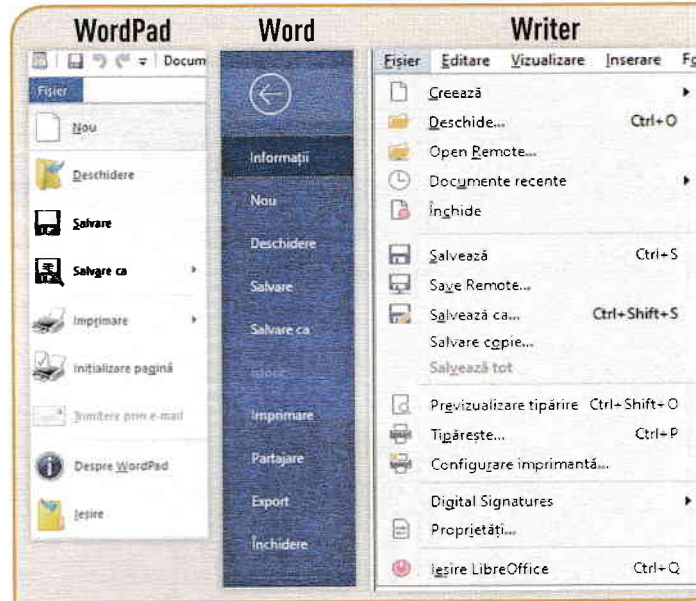 WordPad
Docum
Fișier
Nou
Deschidere
Salvare
Salvare ca
Imprimare
Inițializare pagină
Trimitere prin e-mail
Despre WordPad
Ieșire
Word
Informații
Nou
Deschidere
Salvare
Salvare ca
Istoric
Imprimare
Partajare
Export
Închidere
Writer
Fișier Editare Vizualizare Inserare Fo
Creează
Deschide... Ctrl+O
Open Remote...
Documente recente
Închide
Salvează Ctrl+S
Save Remote...
Salvează ca... Ctrl+Shift+S
Salvare copie...
Salvează tot
Previzualizare tipărire Ctrl+Shift+O
Tipărește... Ctrl+P
Configurare imprimantă...
Digital Signatures
Proprietăți...
Ieșire LibreOffice Ctrl+Q